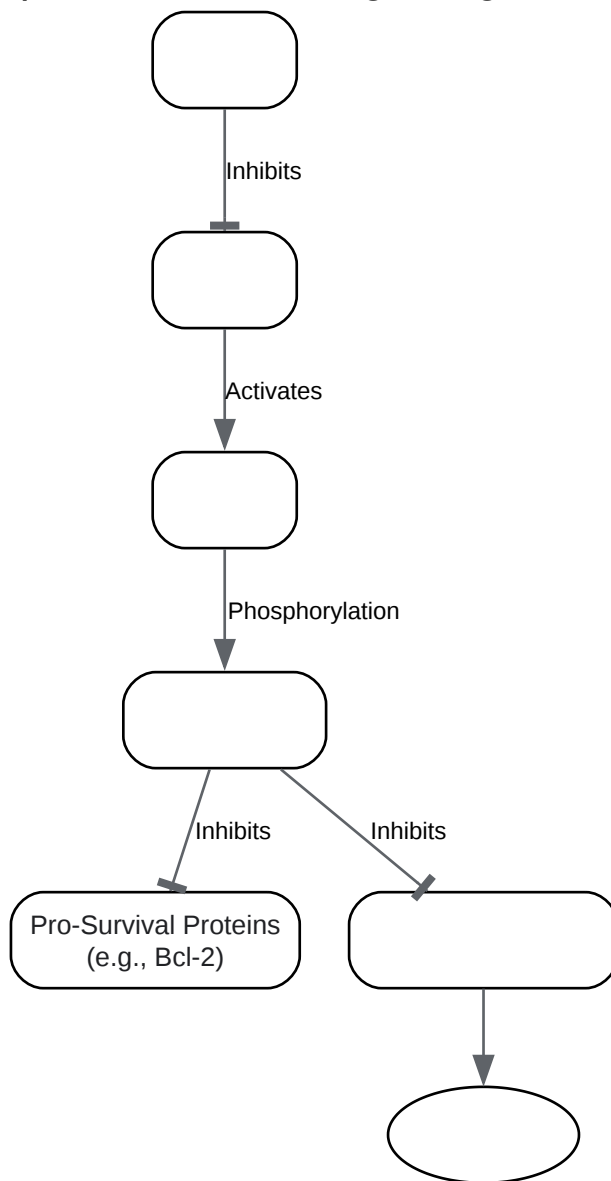 Inhibits
Activates
Phosphorylation
Inhibits
Inhibits
Pro-Survival Proteins
(e.g., Bcl-2)